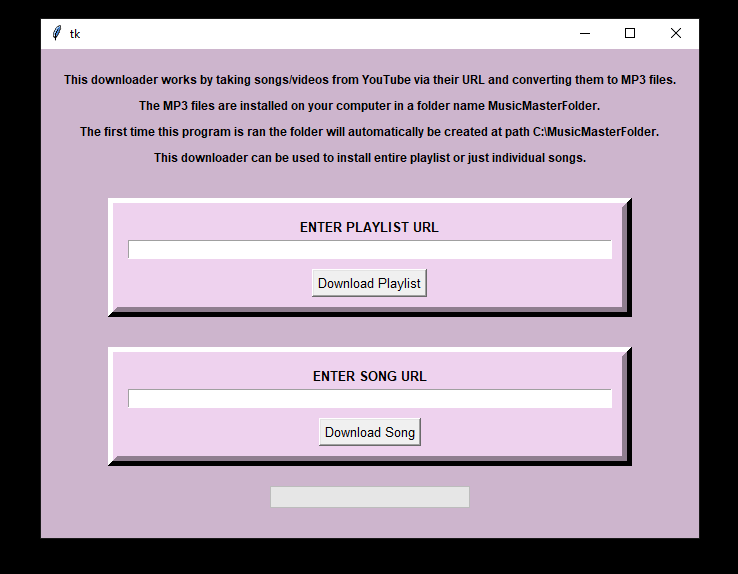 tk
This downloader works by taking songs/videos from YouTube via their URL and converting them to MP3 files.
The MP3 files are installed on your computer in a folder name MusicMasterFolder.
The first time this program is ran the folder will automatically be created at path C:\MusicMasterFolder.
This downloader can be used to install entire playlist or just individual songs.
ENTER PLAYLIST URL
Download Playlist
ENTER SONG URL
Download Song